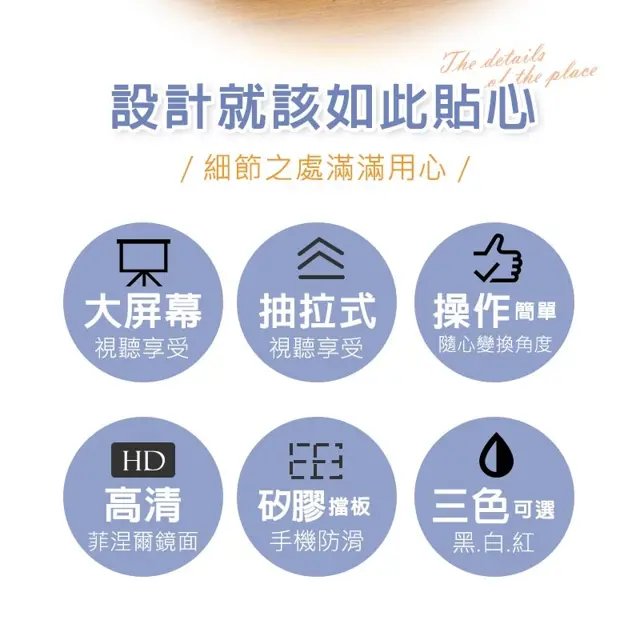 The details
of the place
設計就該如此貼心
/ 細節之處滿滿用心 /
大屏幕
視聽享受
抽拉式
視聽享受
操作簡單
隨心變換角度
HD
高清
菲涅爾鏡面
矽膠擋板
手機防滑
三色可選
黑.白.紅